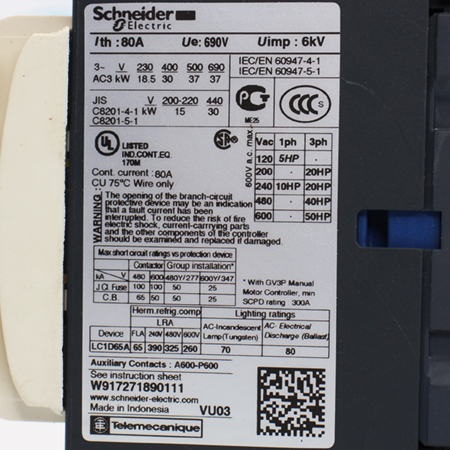 Schneider
Electric
Ith : 80A Ue: 690V Uimp : 6kV
3~ V 230 400 500 690
AC3 kW 18.5 30 37 37
IEC/EN 60947-4-1
IEC/EN 60947-5-1
JIS V 200-220 440
C8201-4-1 kW 15 30
C8201-5-1
ME25
CCC
UL LISTED
IND.CONT.EQ.
170M
SA
600V a.c. max.
Vac 1ph 3ph
120 5HP -
200 - 20HP
240 10HP 20HP
480 - 40HP
600 - 50HP
Cont. current : 80A
CU 75°C Wire only
WARNING The opening of the branch-circuit
protective device may be an indication
that a fault current has been
interrupted. To reduce the risk of fire
electric shock, current-carrying parts
and other components of the controller
should be examined and replaced if damaged.
Max short circuit ratings vs protection device
Contactor Group installation*
kA V 480 600 480Y/277 600Y/347
J.Cl. Fuse 100 100 50 25
C.B. 65 50 50 25
* With GV3P Manual
Motor Controller, min
SCPD rating 300A
Herm.refrig.comp Lighting ratings
LRA
Device FLA 240V 480V 600V AC-Incandescent Lamp(Tungsten) AC- Electrical Discharge (Ballast)
LC1D65A 65 390 325 260 70 80
Auxiliary Contacts : A600-P600
See instruction sheet
W917271890111
www.schneider-electric.com
Made in Indonesia VU03
Telemecanique